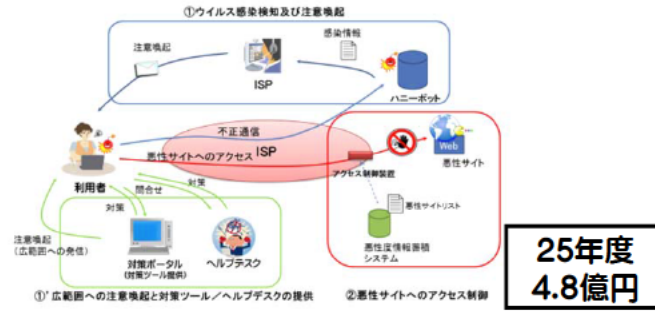 ①ウイルス感染検知及び注意喚起
感染情報
注意喚起
ISP
ハニーポット
不正通信
悪性サイトへのアクセス
ISP
Web
悪性サイト
アクセス制御装置
利用者
対策
問合せ
対策
悪性サイトリスト
注意喚起
(広範囲への発信)
対策ポータル
(対策ツール提供)
ヘルプデスク
悪性度情報蓄積
システム
①’広範囲への注意喚起と対策ツール/ヘルプデスクの提供
②悪性サイトへのアクセス制御
25年度
4.8億円